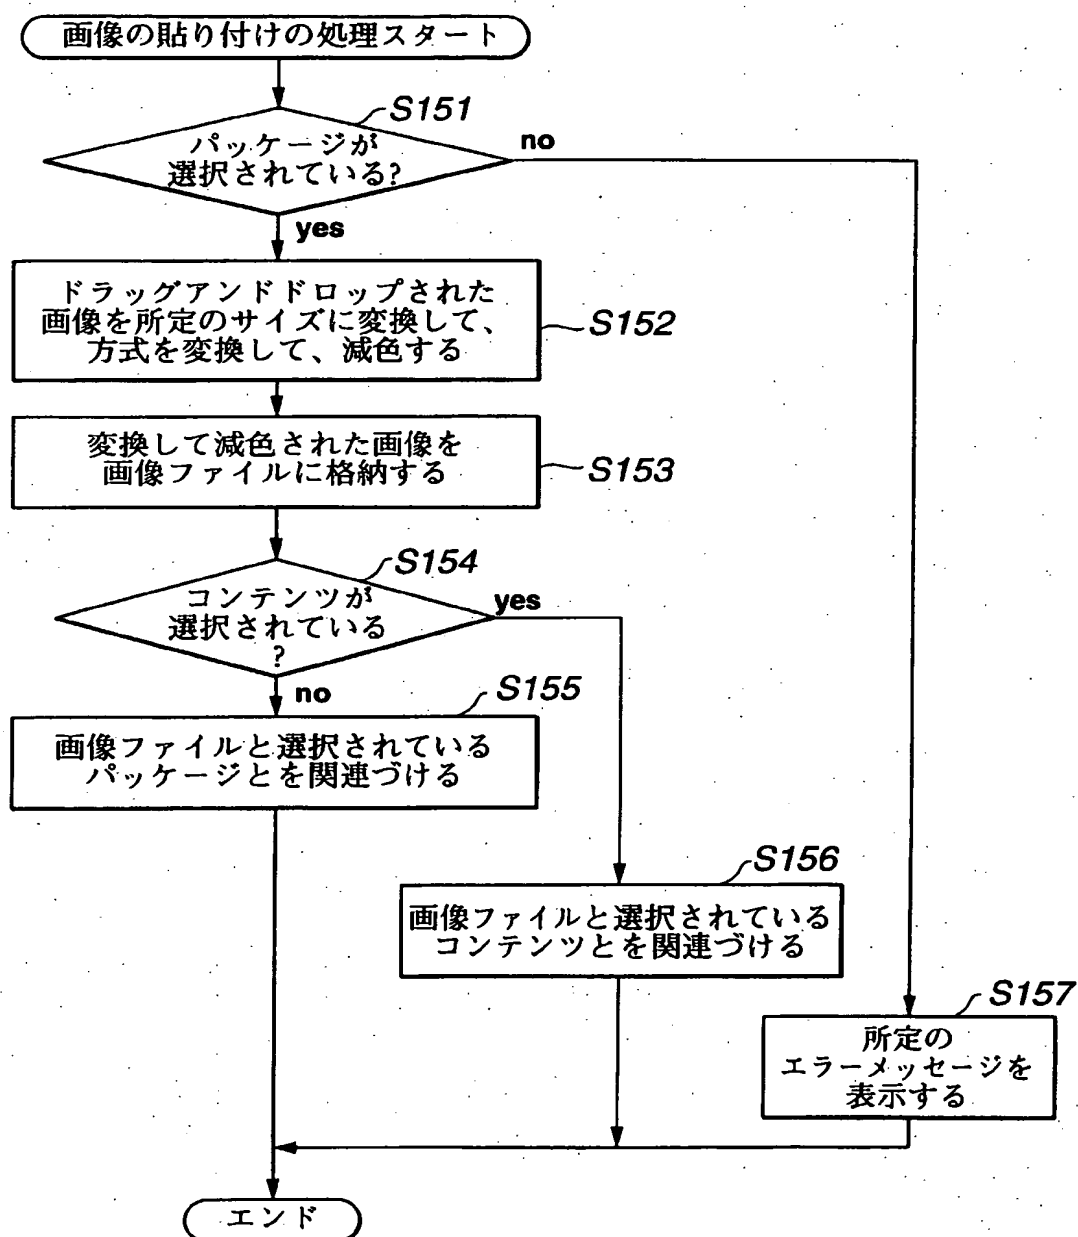 画像の貼り付けの処理スタート
S151
パッケージが
選択されている?
no
yes
ドラッグアンドドロップされた
画像を所定のサイズに変換して、
方式を変換して、減色する
S152
変換して減色された画像を
画像ファイルに格納する
S153
S154
コンテンツが
選択されている
?
yes
no
S155
画像ファイルと選択されている
パッケージとを関連づける
S156
画像ファイルと選択されている
コンテンツとを関連づける
S157
所定の
エラーメッセージを
表示する
エンド